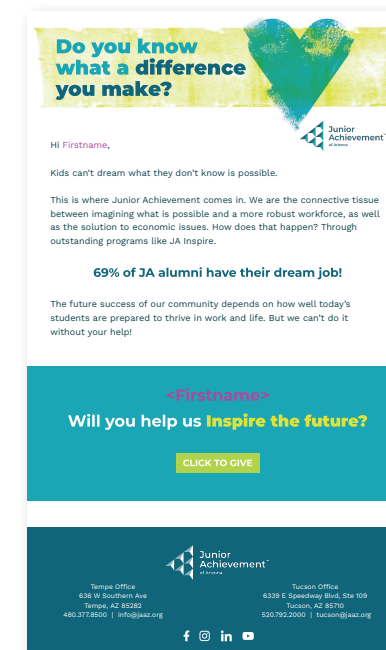 Do you know
what a difference
you make?
Junior
Achievement™
of Arizona
Hi Firstname,
Kids can't dream what they don't know is possible.
This is where Junior Achievement comes in. We are the connective tissue
between imagining what is possible and a more robust workforce, as well
as the solution to economic issues. How does that happen? Through
outstanding programs like JA Inspire.
69% of JA alumni have their dream job!
The future success of our community depends on how well today's
students are prepared to thrive in work and life. But we can't do it
without your help!
<Firstname>
Will you help us Inspire the future?
CLICK TO GIVE
Junior
Achievement™
of Arizona
Tempe Office
636 W Southern Ave
Tempe, AZ 85282
480.377.8500 | info@jaaz.org
Tucson Office
6339 E Speedway Blvd, Ste 109
Tucson, AZ 85710
520.792.2000 | tucson@jaaz.org